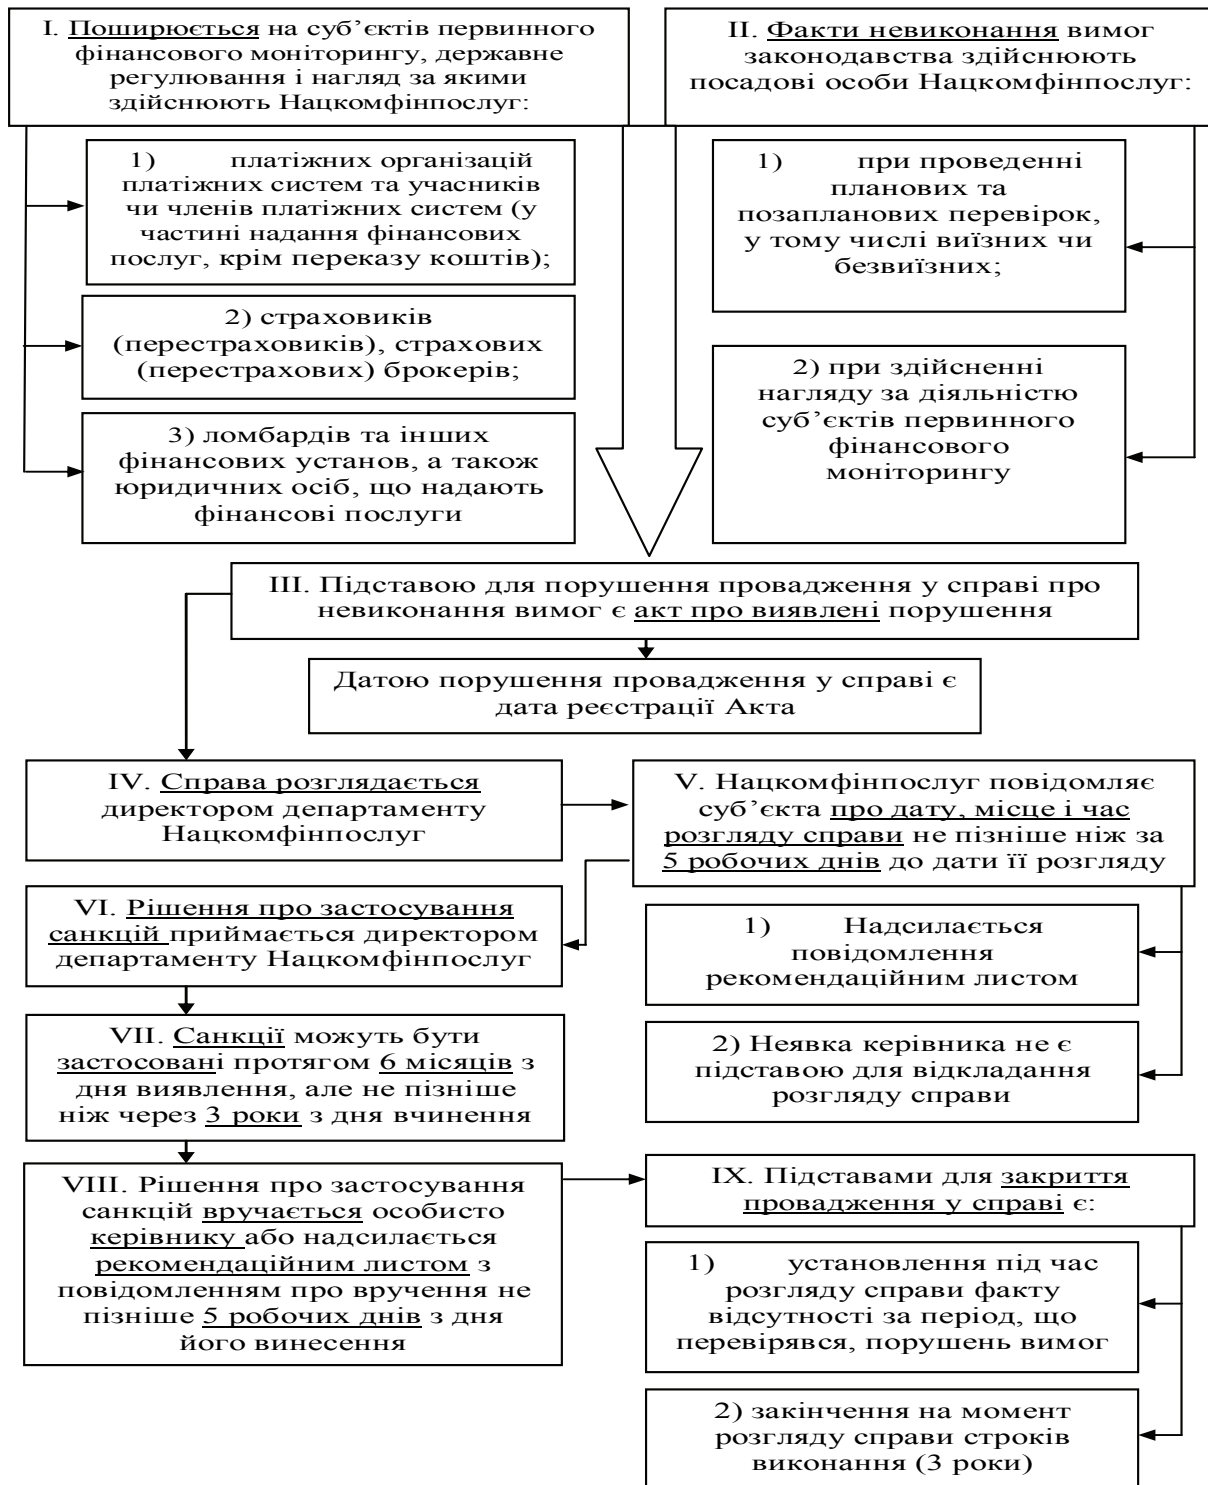 І. Поширюється на суб’єктів первинного
фінансового моніторингу, державне
регулювання і нагляд за якими
здійснюють Нацкомфінпослуг:
1) платіжних організацій
платіжних систем та учасників
чи членів платіжних систем (у
частині надання фінансових
послуг, крім переказу коштів);
2) страховиків
(перестраховиків), страхових
(перестрахових) брокерів;
3) ломбардів та інших
фінансових установ, а також
юридичних осіб, що надають
фінансові послуги
ІІ. Факти невиконання вимог
законодавства здійснюють
посадові особи Нацкомфінпослуг:
1) при проведенні
планових та
позапланових перевірок,
у тому числі виїзних чи
безвиїзних;
2) при здійсненні
нагляду за діяльністю
суб’єктів первинного
фінансового
моніторингу
ІІІ. Підставою для порушення провадження у справі про
невиконання вимог є акт про виявлені порушення
Датою порушення провадження у справі є
дата реєстрації Акта
IV. Справа розглядається
директором департаменту
Нацкомфінпослуг
V. Нацкомфінпослуг повідомляє
суб’єкта про дату, місце і час
розгляду справи не пізніше ніж за
5 робочих днів до дати її розгляду
1) Надсилається
повідомлення
рекомендаційним листом
2) Неявка керівника не є
підставою для відкладання
розгляду справи
VI. Рішення про застосування
санкцій приймається директором
департаменту Нацкомфінпослуг
VII. Санкції можуть бути
застосовані протягом 6 місяців з
дня виявлення, але не пізніше
ніж через 3 роки з дня вчинення
VIII. Рішення про застосування
санкцій вручається особисто
керівнику або надсилається
рекомендаційним листом з
повідомленням про вручення не
пізніше 5 робочих днів з дня
його винесення
IX. Підставами для закриття
провадження у справі є:
1) установлення під час
розгляду справи факту
відсутності за період, що
перевірявся, порушень вимог
2) закінчення на момент
розгляду справи строків
виконання (3 роки)